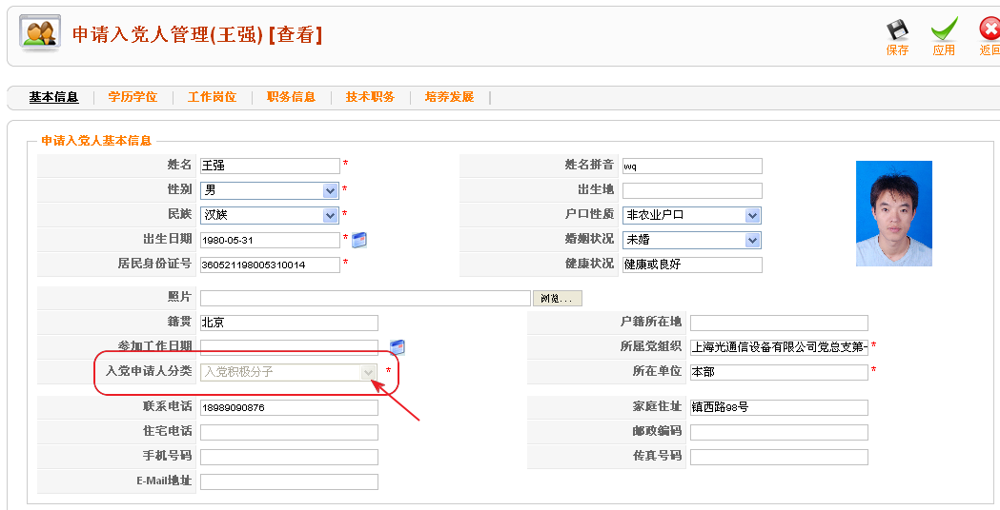 申请入党人管理(王强) [查看]
保存 应用 返回
基本信息 | 学历学位 | 工作岗位 | 职务信息 | 技术职务 | 培养发展 |
申请入党人基本信息
姓名 王强 * 姓名拼音 wq
性别 男 * 出生地
民族 汉族 * 户口性质 非农业户口
出生日期 1980-05-31 * 婚姻状况 未婚
居民身份证号 360521198005310014 * 健康状况 健康或良好
照片 浏览...
籍贯 北京 户籍所在地
参加工作日期 所属党组织 上海光通信设备有限公司党总支第一 *
入党申请人分类 入党积极分子 * 所在单位 本部 *
联系电话 18989090876 家庭住址 镇西路98号
住宅电话 邮政编码
手机号码 传真号码
E-Mail地址